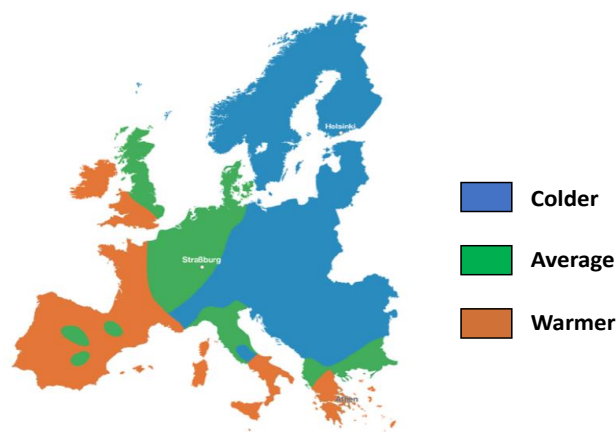 Helsinki
Straßburg
Athen
Colder
Average
Warmer